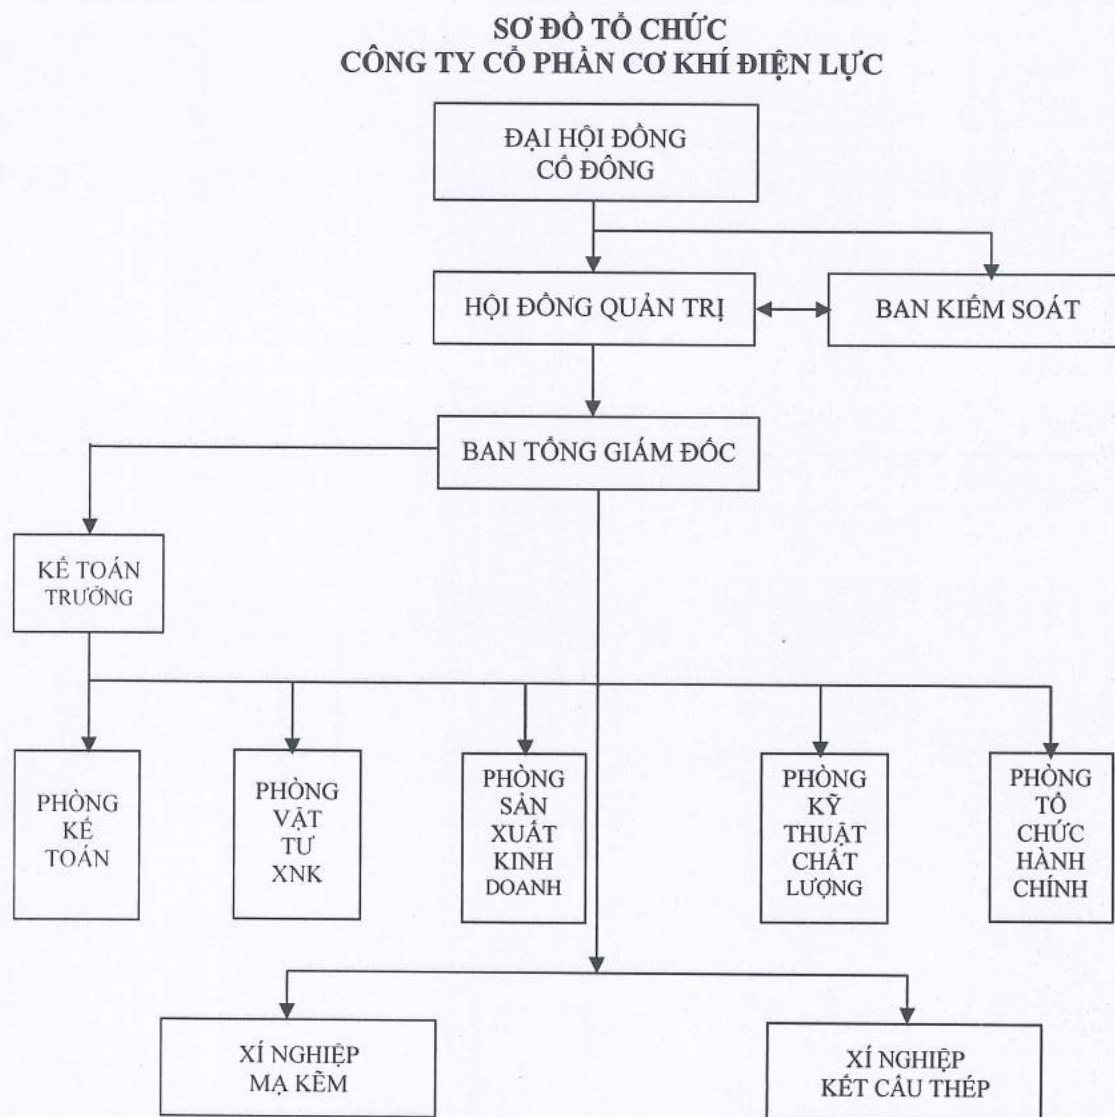 SƠ ĐỒ TỔ CHỨC
CÔNG TY CỔ PHẦN CƠ KHÍ ĐIỆN LỰC
ĐẠI HỘI ĐỒNG
CỔ ĐÔNG
HỘI ĐỒNG QUẢN TRỊ
BAN KIỂM SOÁT
BAN TỔNG GIÁM ĐỐC
KẾ TOÁN
TRƯỞNG
PHÒNG
KẾ
TOÁN
PHÒNG
VẬT
TƯ
XNK
PHÒNG
SẢN
XUẤT
KINH
DOANH
PHÒNG
KỸ
THUẬT
CHẤT
LƯỢNG
PHÒNG
TỔ
CHỨC
HÀNH
CHÍNH
XÍ NGHIỆP
MẠ KẼM
XÍ NGHIỆP
KẾT CẤU THÉP